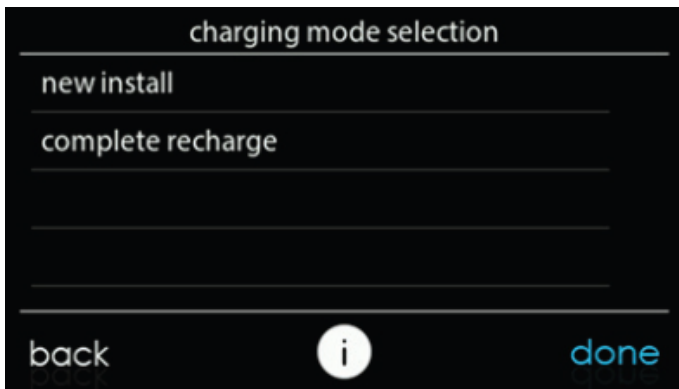 charging mode selection
new install
complete recharge
back i done